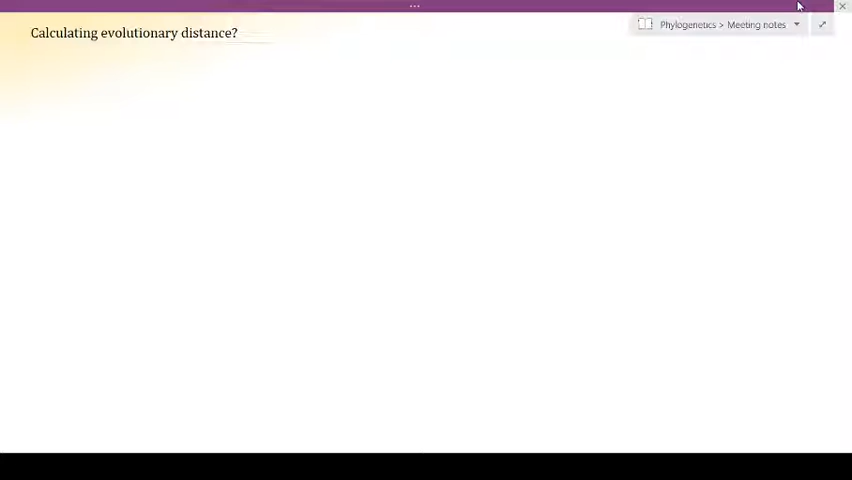 Calculating evolutionary distance?
Phylogenetics > Meeting notes